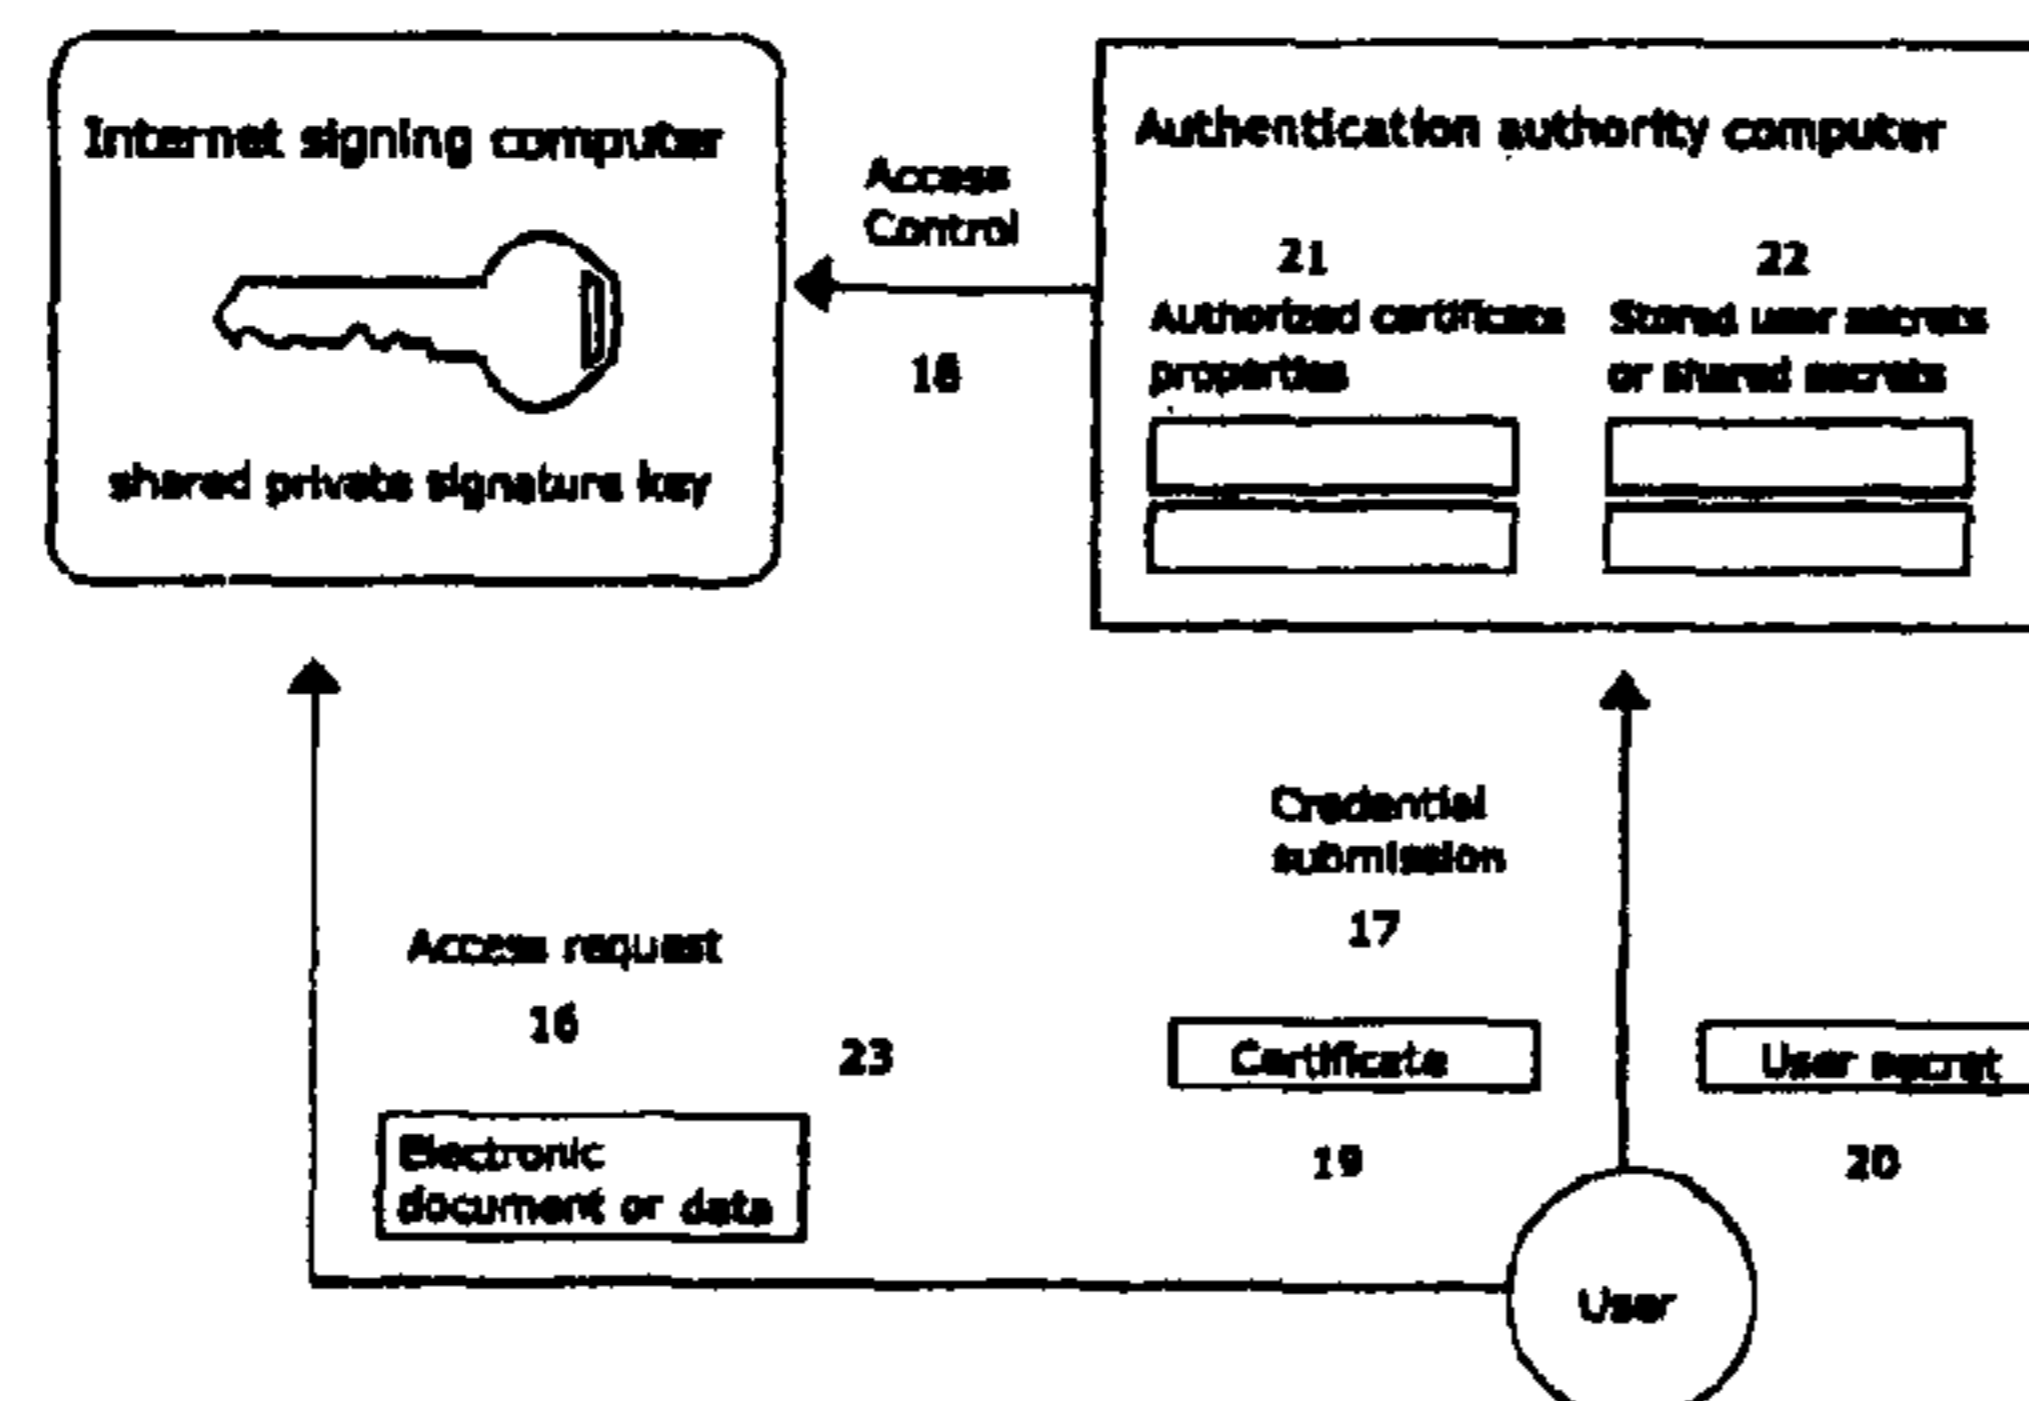 Internet signing computer
shared private signature key
Access
Control
18
Authentication authority computer
21
Authorized certificate
properties
22
Stored user secrets
or shared secrets
Access request
16
23
Electronic
document or data
Credential
submission
17
Certificate
19
User secret
20
User